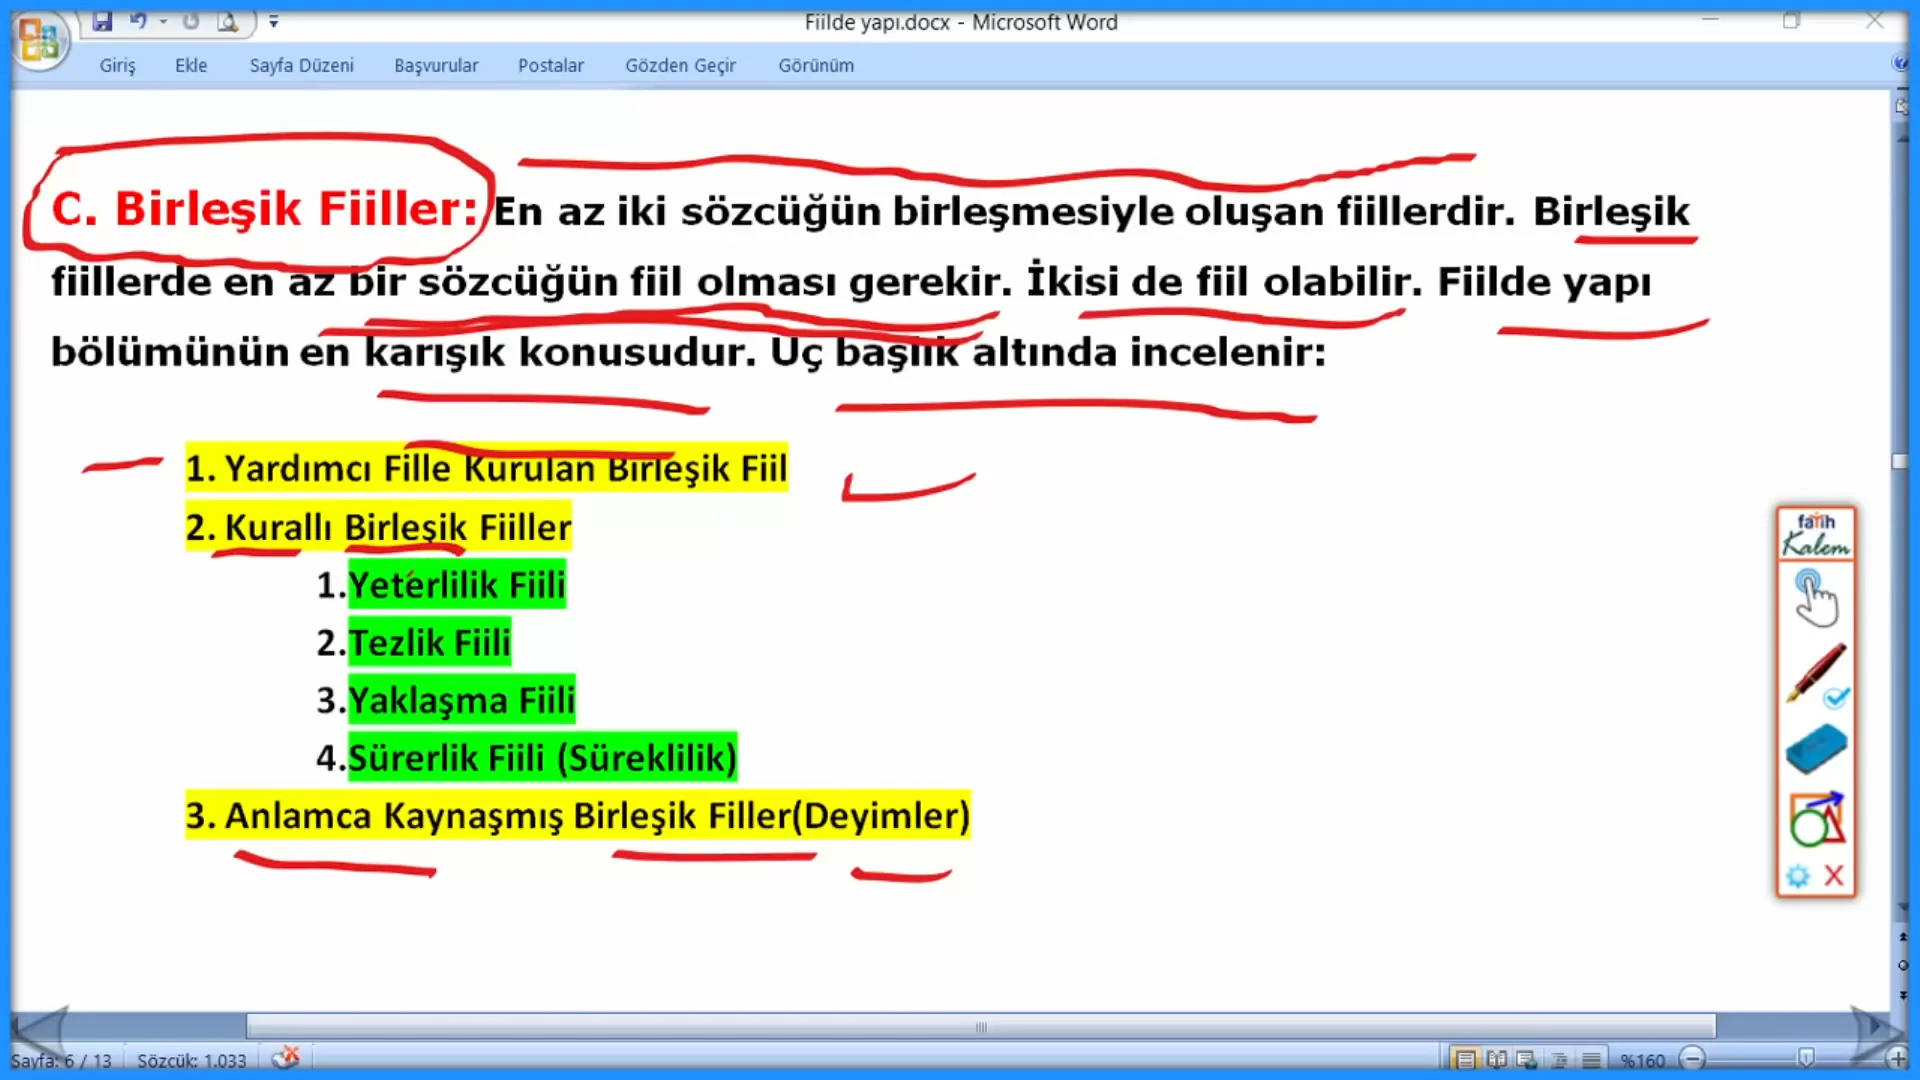 Fiilde yapı.docx - Microsoft Word
Giriş Ekle Sayfa Düzeni Başvurular Postalar Gözden Geçir Görünüm
C. Birleşik Fiiller: En az iki sözcüğün birleşmesiyle oluşan fiillerdir. Birleşik
fiillerde en az bir sözcüğün fiil olması gerekir. İkisi de fiil olabilir. Fiilde yapı
bölümünün en karışık konusudur. Üç başlık altında incelenir:
1. Yardımcı Fille Kurulan Birleşik Fiil
2. Kurallı Birleşik Fiiller
1.Yeterlilik Fiili
2.Tezlik Fiili
3.Yaklaşma Fiili
4.Sürerlik Fiili (Süreklilik)
3. Anlamca Kaynaşmış Birleşik Filler(Deyimler)
fatih
Kalem
Sayfa: 6 / 13 Sözcük: 1.033 %160